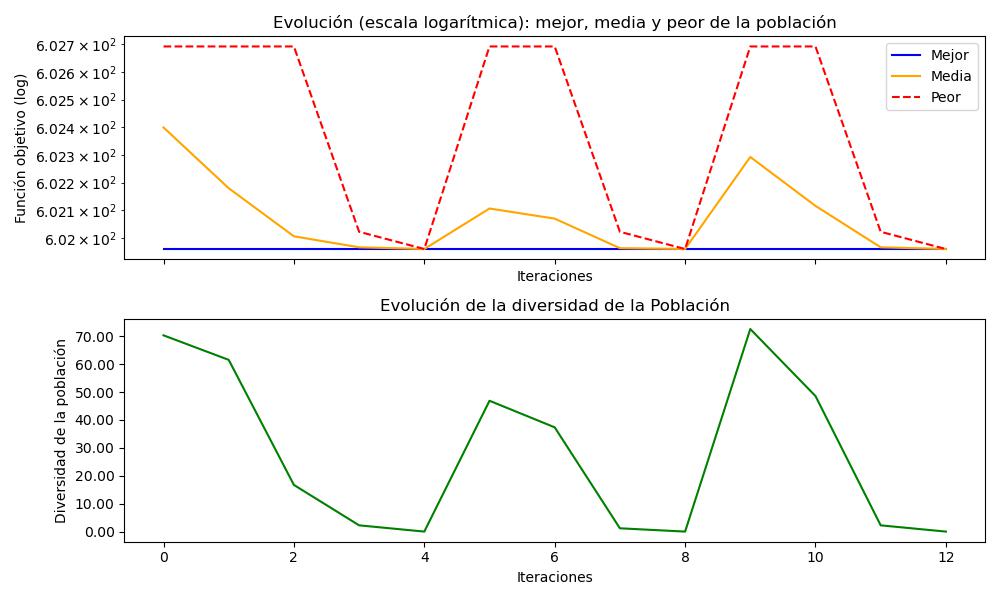 Evolución (escala logarítmica): mejor, media y peor de la población
Función objetivo (log)
6.027 × 10²
6.026 × 10²
6.025 × 10²
6.024 × 10²
6.023 × 10²
6.022 × 10²
6.021 × 10²
6.02 × 10²
Mejor
Media
Peor
Iteraciones
Evolución de la diversidad de la Población
Diversidad de la población
70.00
60.00
50.00
40.00
30.00
20.00
10.00
0.00
0 2 4 6 8 10 12
Iteraciones